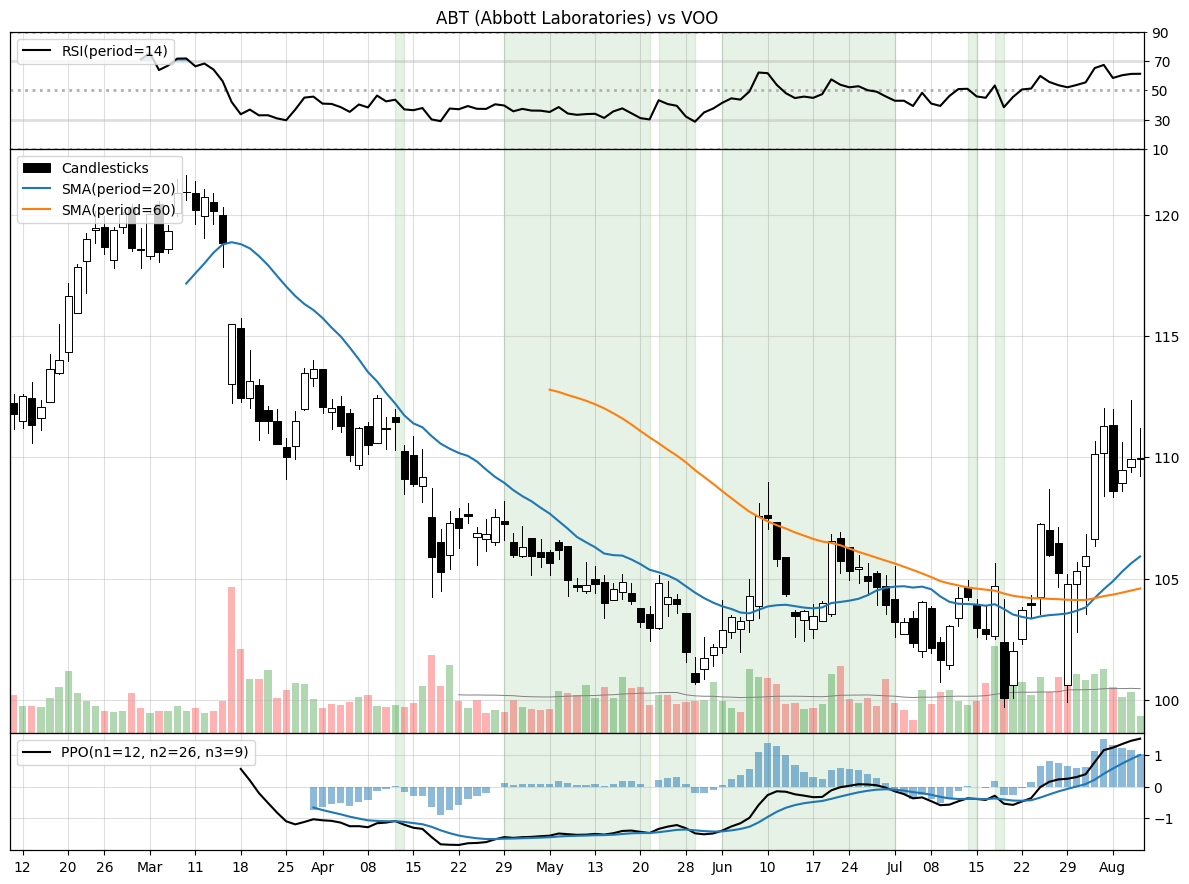 ABT (Abbott Laboratories) vs VOO
RSI(period=14)
90
70
50
30
10
Candlesticks
SMA(period=20)
SMA(period=60)
120
115
110
105
100
PPO(n1=12, n2=26, n3=9)
1
0
−1
12 20 26 Mar 11 18 25 Apr 08 15 22 29 May 13 20 28 Jun 10 17 24 Jul 08 15 22 29 Aug